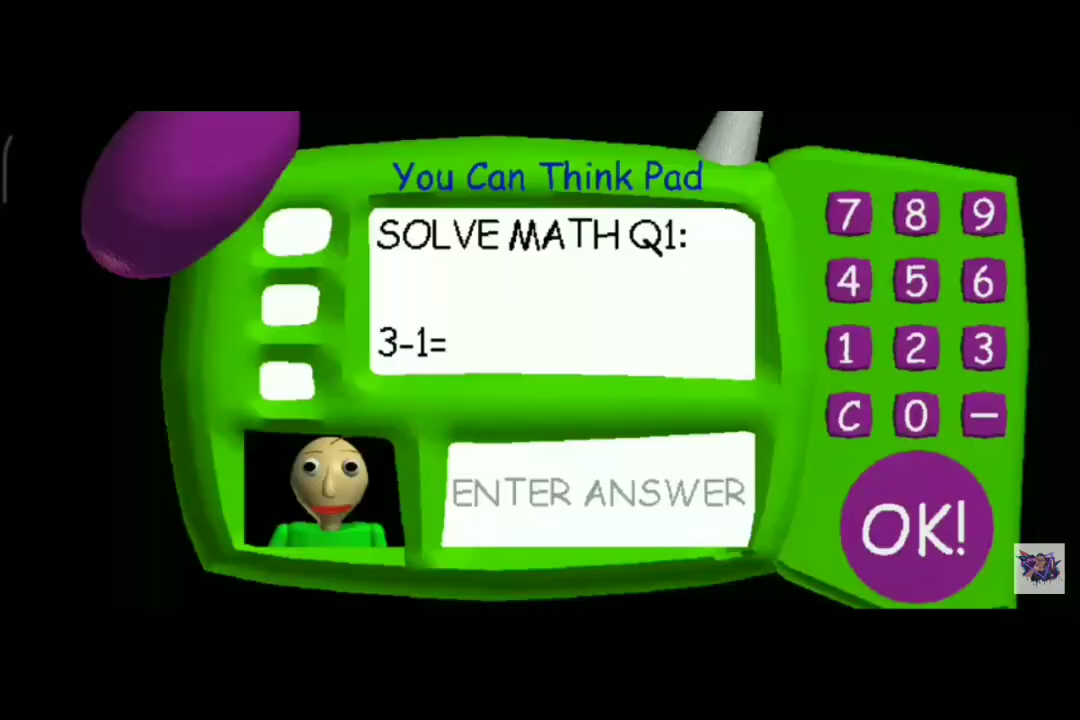 You Can Think Pad
SOLVE MATH Q1:
3-1=
ENTER ANSWER
7 8 9
4 5 6
1 2 3
C 0 -
OK!